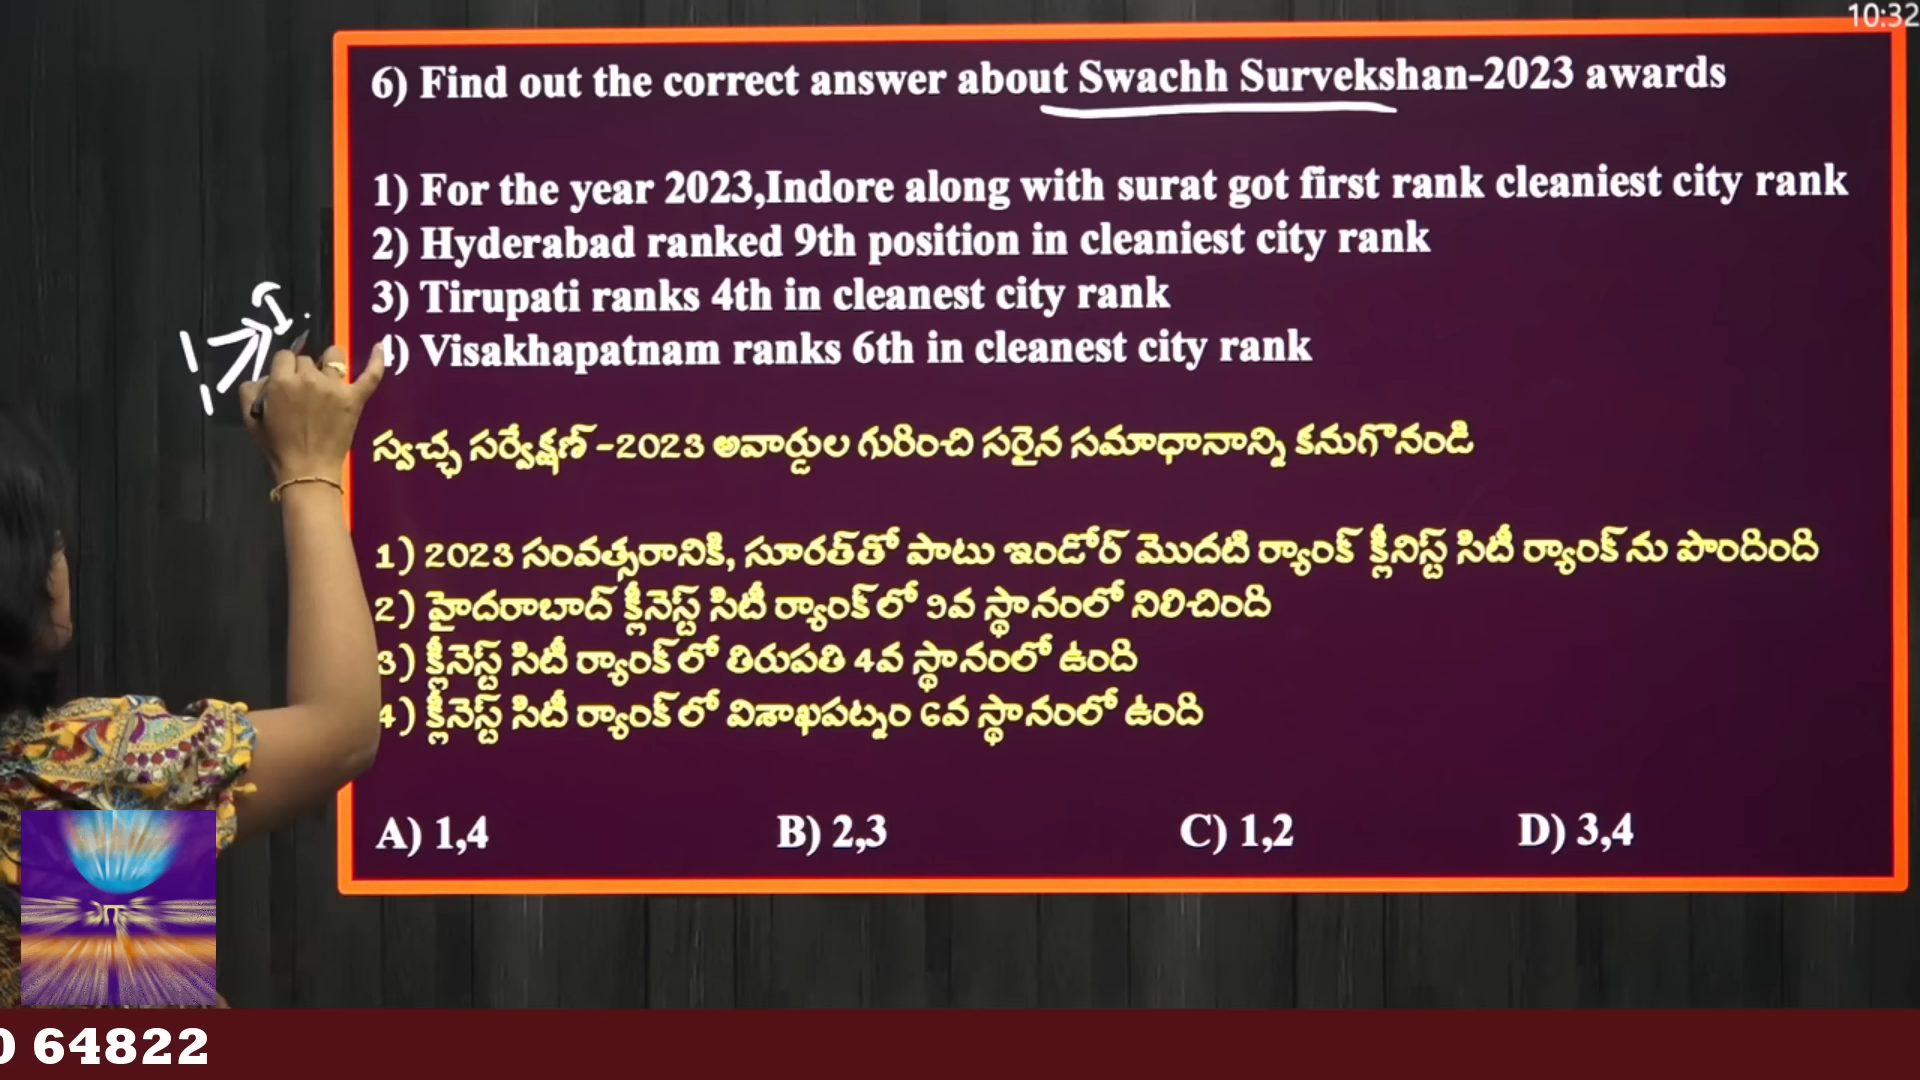 10:32
6) Find out the correct answer about Swachh Survekshan-2023 awards
1) For the year 2023,Indore along with surat got first rank cleaniest city rank
2) Hyderabad ranked 9th position in cleaniest city rank
3) Tirupati ranks 4th in cleanest city rank
4) Visakhapatnam ranks 6th in cleanest city rank
స్వచ్ఛ సర్వేక్షణ్-2023 అవార్డుల గురించి సరైన సమాధానాన్ని కనుగొనండి
1) 2023 సంవత్సరానికి, సూరత్‌తో పాటు ఇండోర్ మొదటి ర్యాంక్ క్లీనిస్ట్ సిటీ ర్యాంక్‌ను పొందింది
2) హైదరాబాద్ క్లీనెస్ట్ సిటీ ర్యాంక్‌లో 9వ స్థానంలో నిలిచింది
3) క్లీనెస్ట్ సిటీ ర్యాంక్‌లో తిరుపతి 4వ స్థానంలో ఉంది
4) క్లీనెస్ట్ సిటీ ర్యాంక్‌లో విశాఖపట్నం 6వ స్థానంలో ఉంది
A) 1,4 B) 2,3 C) 1,2 D) 3,4
64822